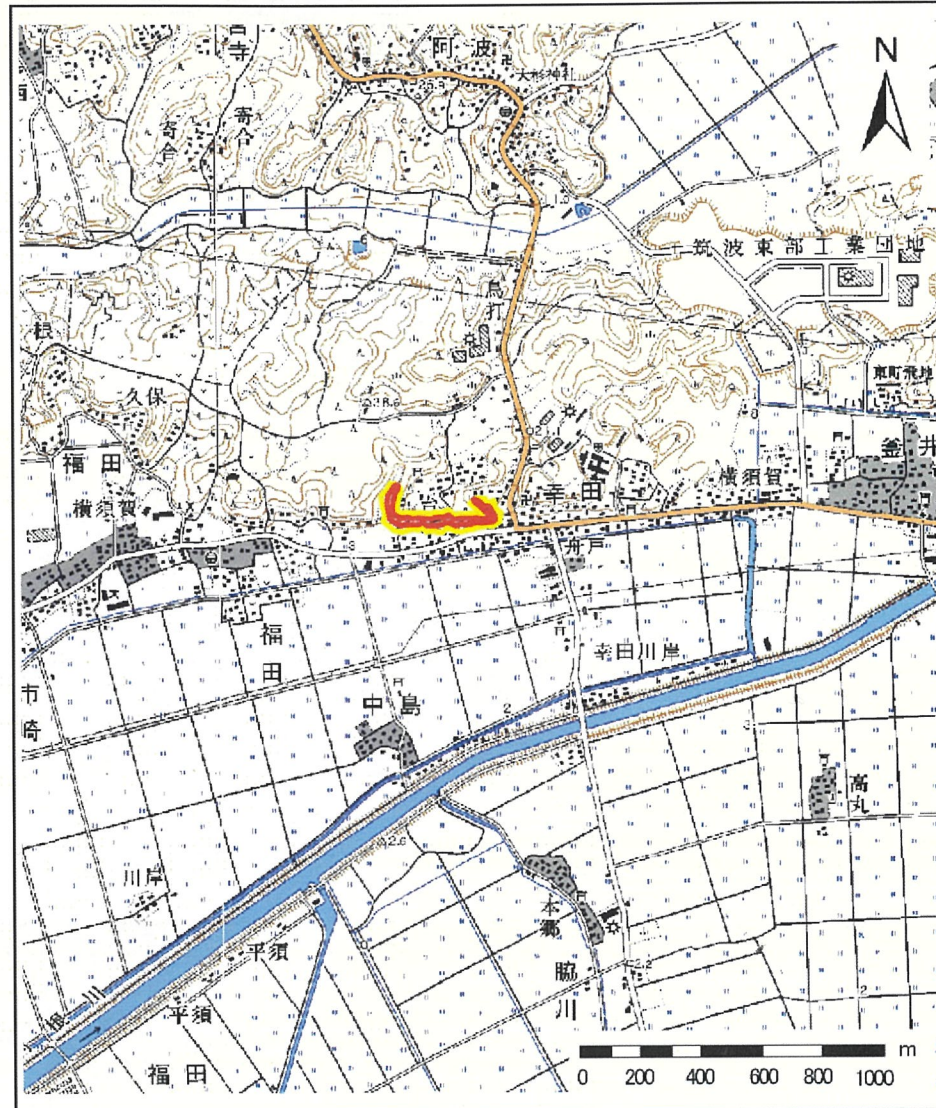 阿波
大杉神社
N
寄合
寄合
筑波東部工業団地
鳥打
東町飛地
久保
福田
横須賀
台
幸田
横須賀
釜井
舟戸
福田
幸田川岸
市崎
中島
2
3
高丸
川岸
本郷
平須
脇川
平須
福田
m
0 200 400 600 800 1000